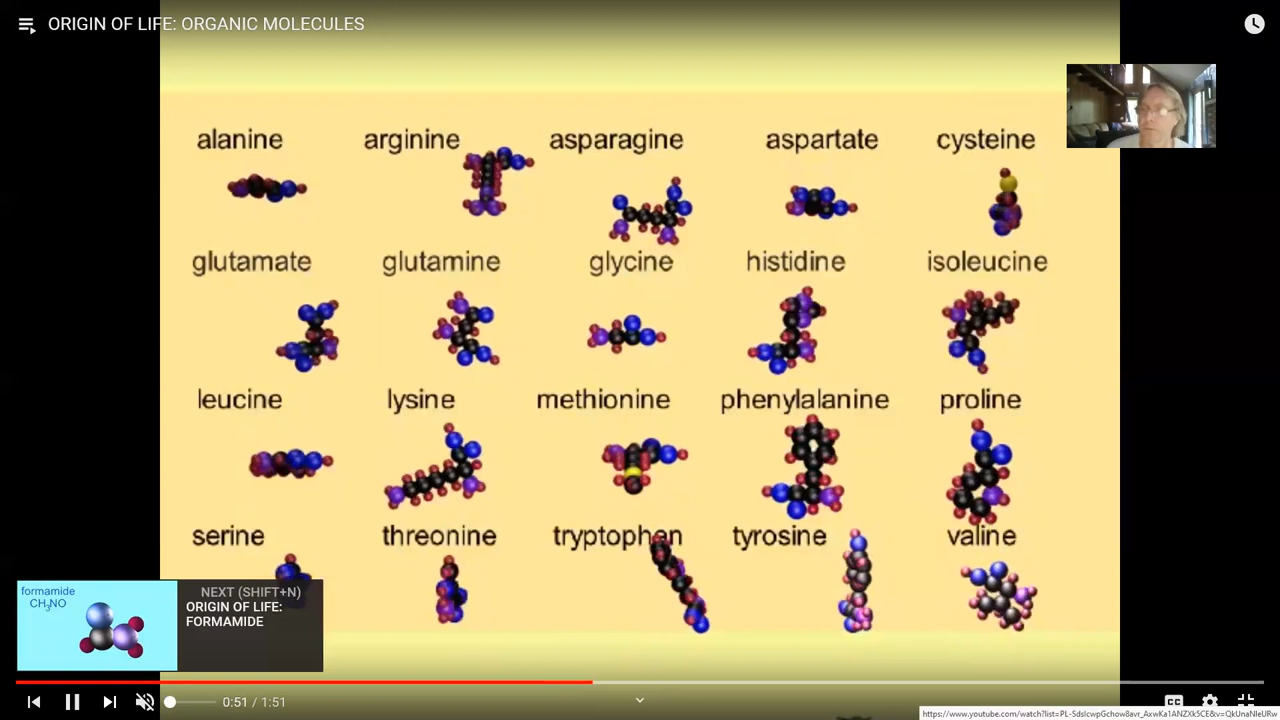 ORIGIN OF LIFE: ORGANIC MOLECULES
alanine arginine asparagine aspartate cysteine
glutamate glutamine glycine histidine isoleucine
leucine lysine methionine phenylalanine proline
serine threonine tryptophan tyrosine valine
formamide
CH₃NO
NEXT (SHIFT+N)
ORIGIN OF LIFE:
FORMAMIDE
0:51 / 1:51
CC